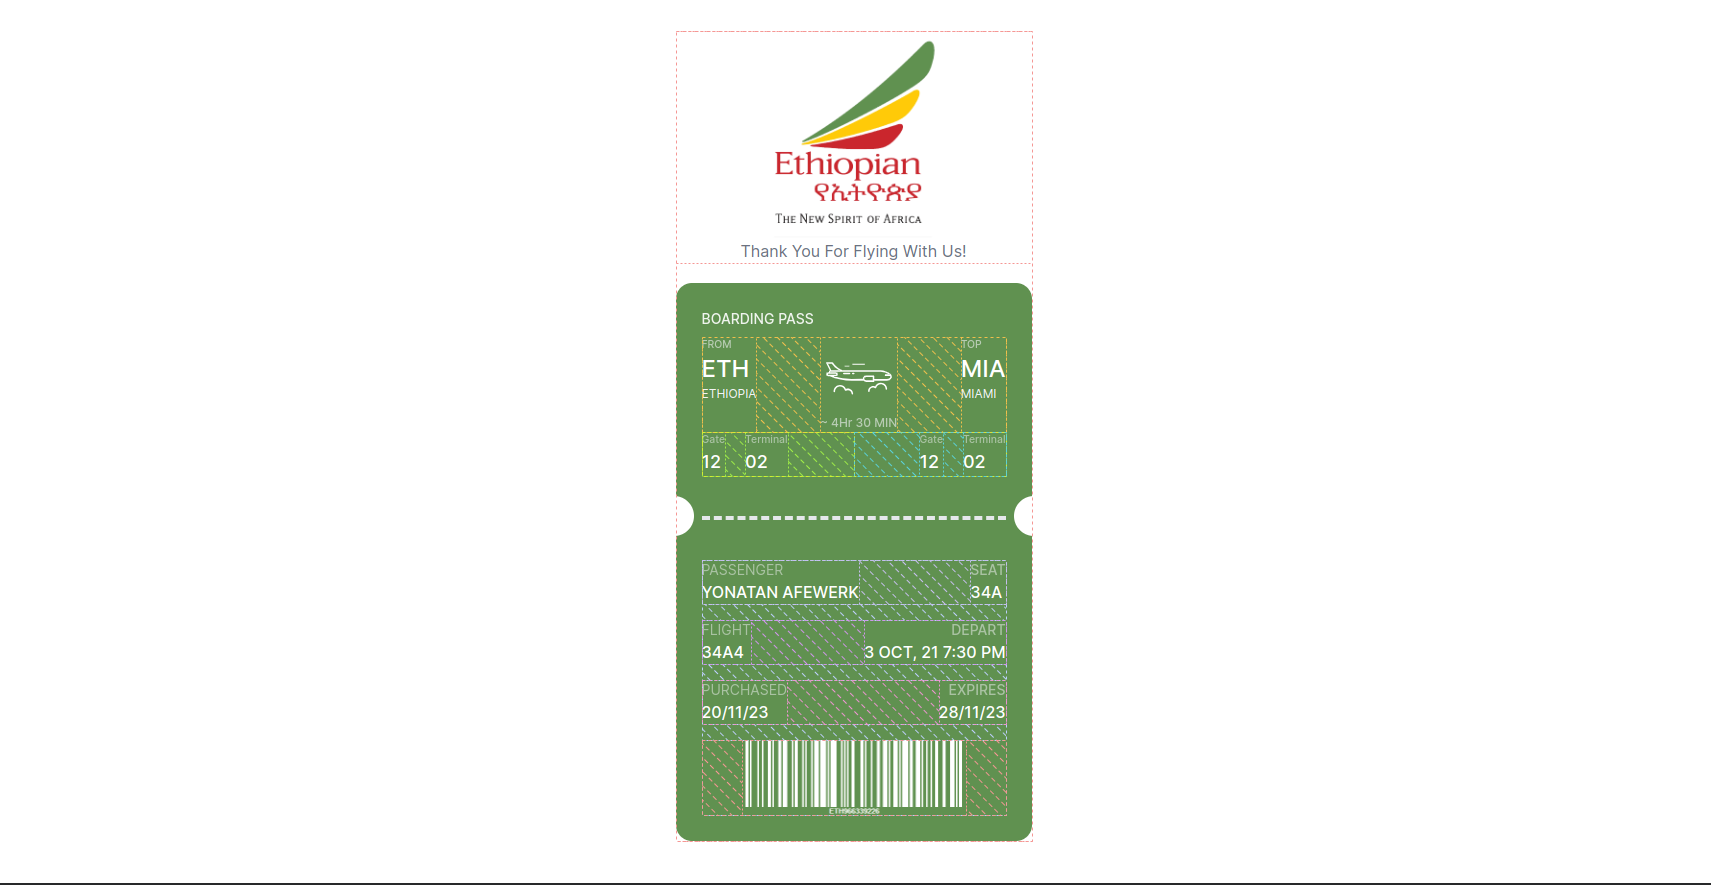 Ethiopian
የኢትዮጵያ
THE NEW SPIRIT OF AFRICA
Thank You For Flying With Us!
BOARDING PASS
FROM TOP
ETH MIA
ETHIOPIA MIAMI
~ 4Hr 30 MIN
Gate Terminal Gate Terminal
12 02 12 02
PASSENGER SEAT
YONATAN AFEWERK 34A
FLIGHT DEPART
34A4 3 OCT, 21 7:30 PM
PURCHASED EXPIRES
20/11/23 28/11/23